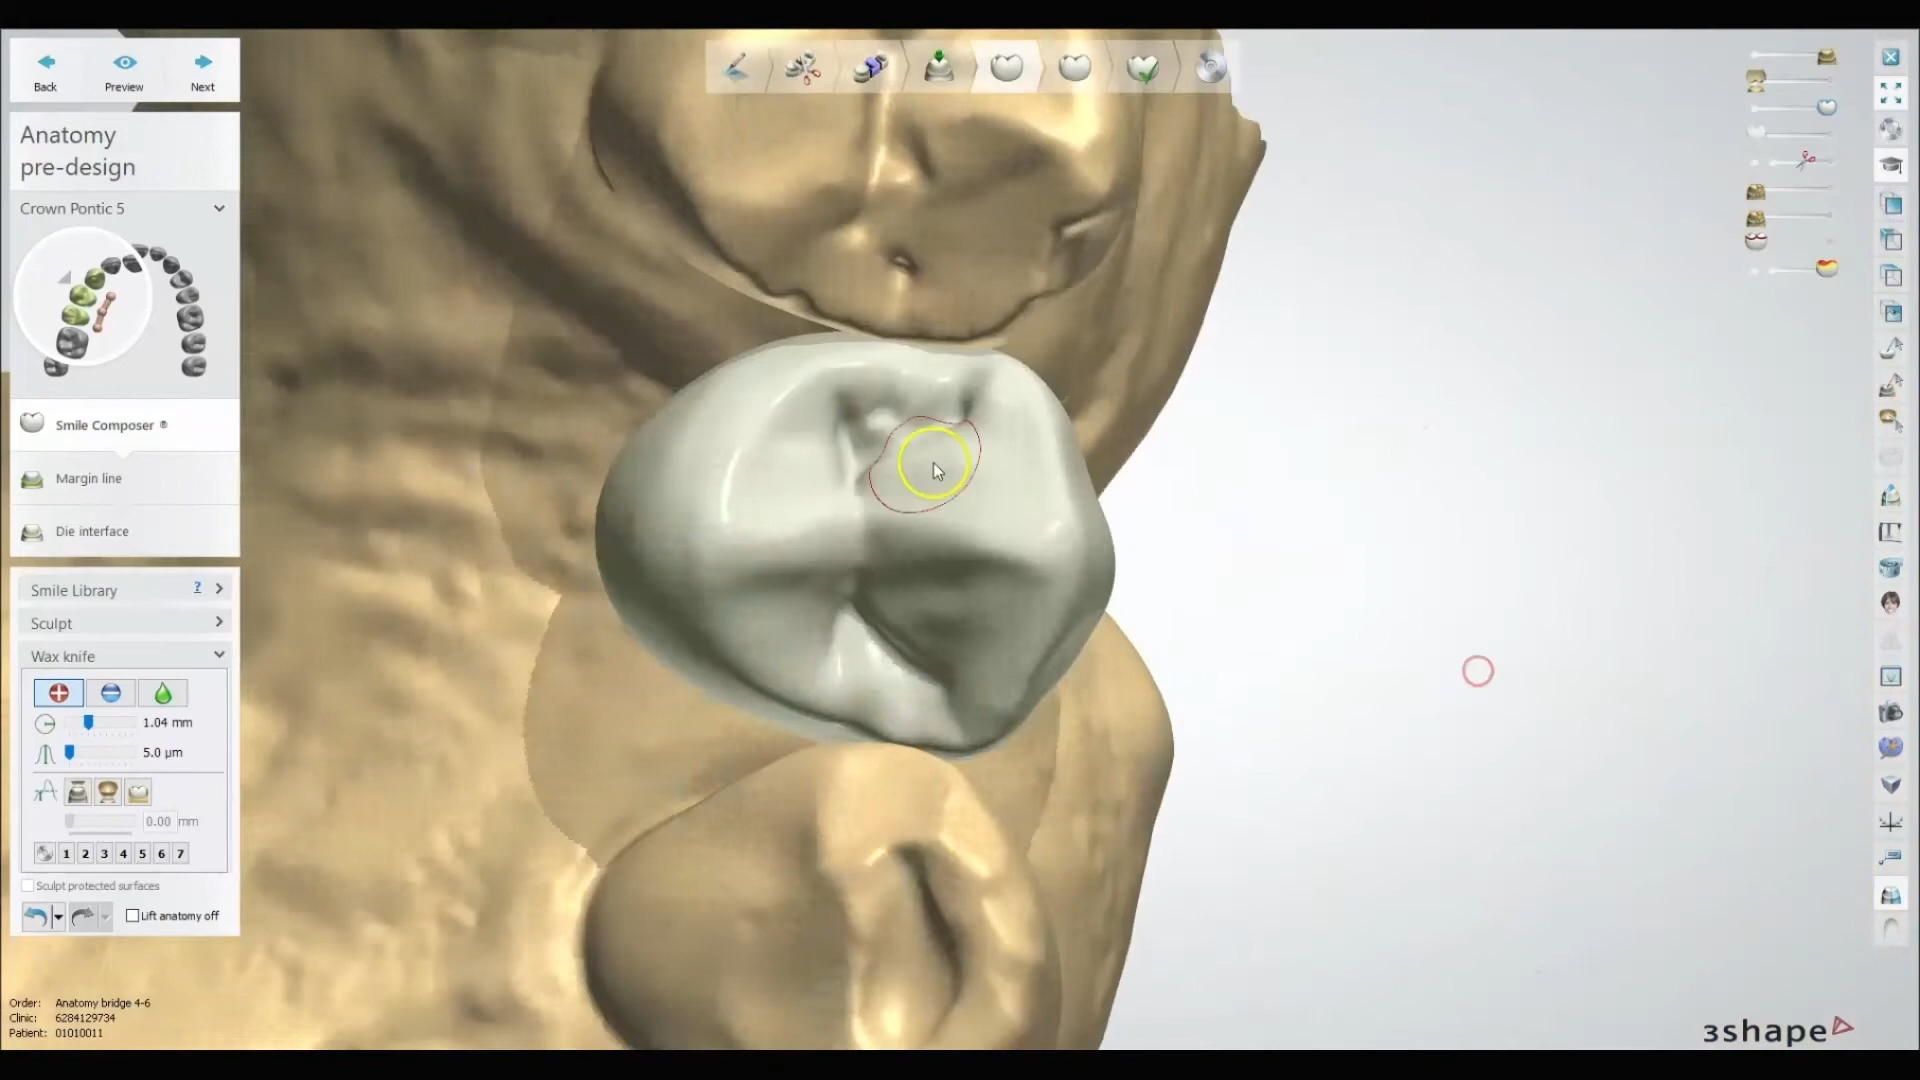 Back
Preview
Next
Anatomy
pre-design
Crown Pontic 5
Smile Composer ®
Margin line
Die interface
Smile Library ?
Sculpt
Wax knife
1.04 mm
5.0 µm
0.00 mm
1 2 3 4 5 6 7
Sculpt protected surfaces
Lift anatomy off
Order: Anatomy bridge 4-6
Clinic: 6284129734
Patient: 01010011
3shape